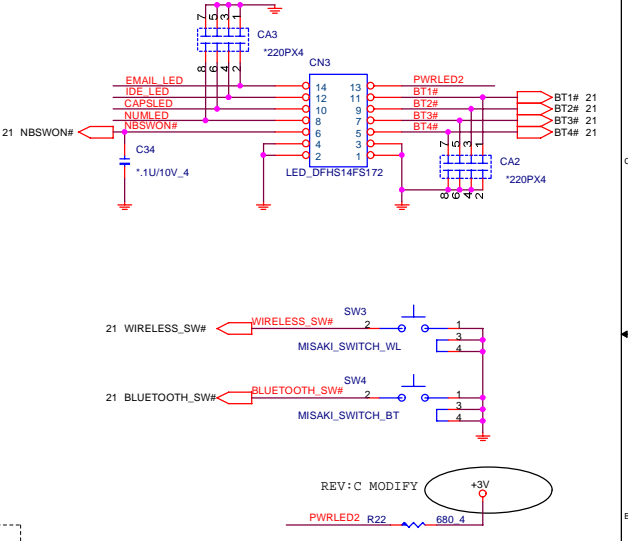 7 5 3 1
CA3
*220PX4
8 6 4 2
CN3
EMAIL_LED 14 13 PWRLED2
IDE_LED 12 11 BT1# BT1# 21
CAPSLED 10 9 BT2# BT2# 21
NUMLED 8 7 BT3# BT3# 21
21 NBSWON# NBSWON# 6 5 BT4# BT4# 21
4 3
2 1
C34
*.1U/10V_4
LED_DFHS14FS172
7 5 3 1
CA2
*220PX4
8 6 4 2
C
SW3
21 WIRELESS_SW# WIRELESS_SW# 2 1
3
MISAKI_SWITCH_WL 4
SW4
21 BLUETOOTH_SW# BLUETOOTH_SW# 2 1
3
MISAKI_SWITCH_BT 4
REV:C MODIFY +3V
PWRLED2 R22 680_4
B